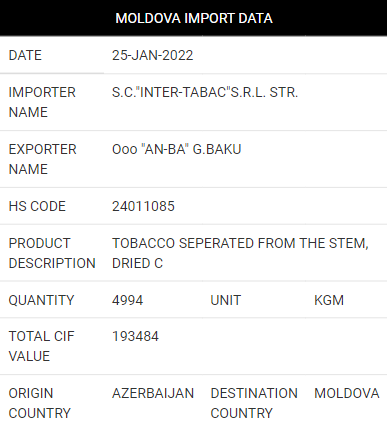 MOLDOVA IMPORT DATA
DATE 25-JAN-2022
IMPORTER S.C."INTER-TABAC"S.R.L. STR.
NAME
EXPORTER Ooo "AN-BA" G.BAKU
NAME
HS CODE 24011085
PRODUCT TOBACCO SEPERATED FROM THE STEM,
DESCRIPTION DRIED C
QUANTITY 4994 UNIT KGM
TOTAL CIF 193484
VALUE
ORIGIN AZERBAIJAN DESTINATION MOLDOVA
COUNTRY COUNTRY